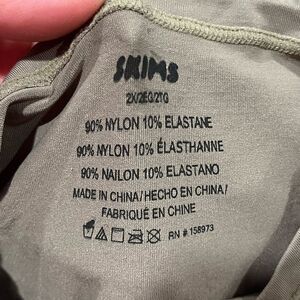 SKIMS
2X/2EG/2TG
90% NYLON 10% ELASTANE
90% NYLON 10% ÉLASTHANNE
90% NAILON 10% ELASTANO
MADE IN CHINA/HECHO EN CHINA/
FABRIQUÉ EN CHINE
RN # 158973